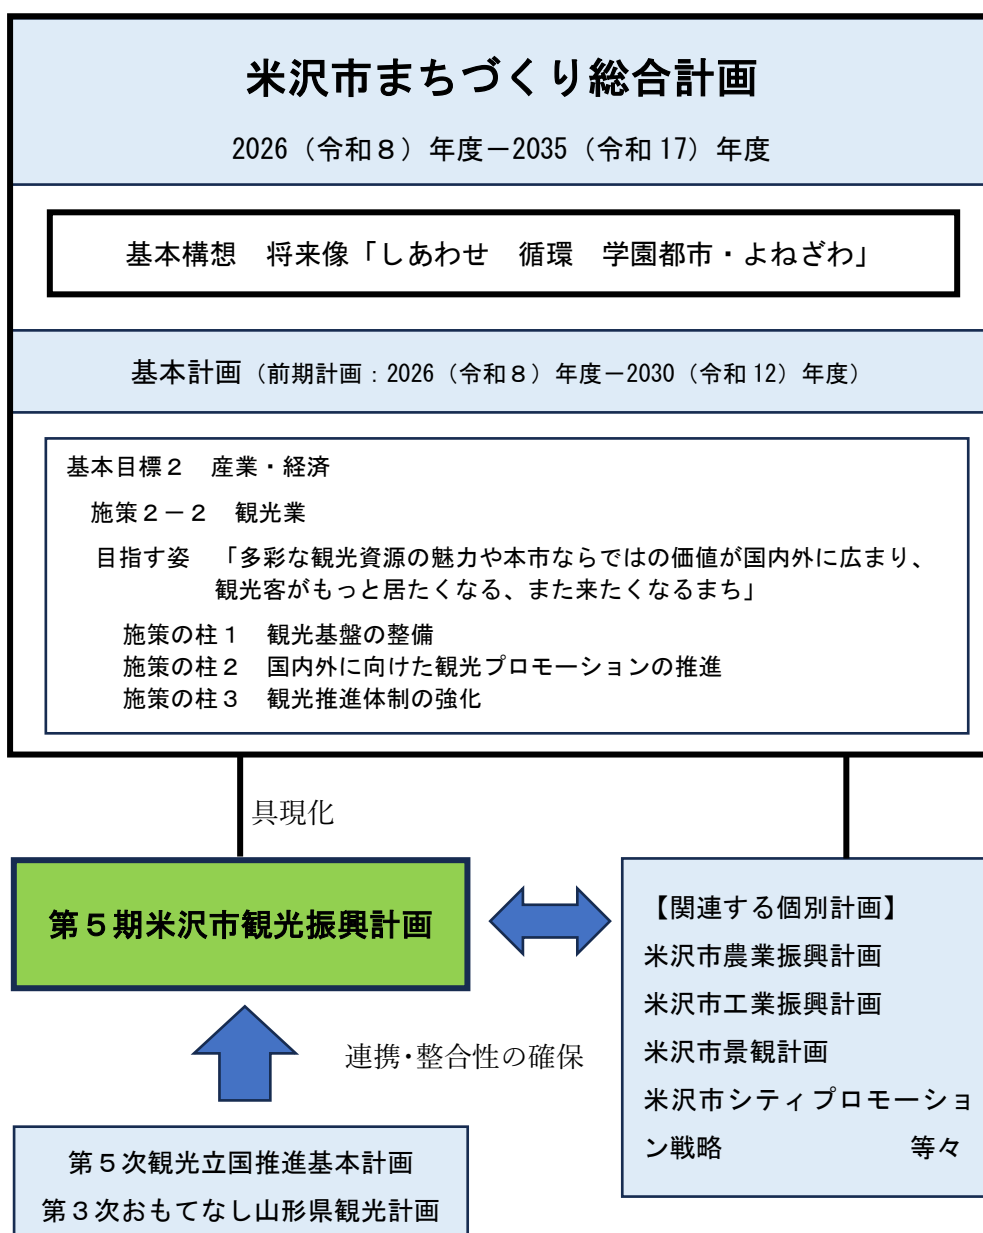 米沢市まちづくり総合計画
2026（令和８）年度－2035（令和 17）年度
基本構想　将来像「しあわせ　循環　学園都市・よねざわ」
基本計画（前期計画：2026（令和８）年度－2030（令和 12）年度）
基本目標２　産業・経済
施策２－２　観光業
目指す姿　「多彩な観光資源の魅力や本市ならではの価値が国内外に広まり、
観光客がもっと居たくなる、また来たくなるまち」
施策の柱１　観光基盤の整備
施策の柱２　国内外に向けた観光プロモーションの推進
施策の柱３　観光推進体制の強化
具現化
第５期米沢市観光振興計画
【関連する個別計画】
米沢市農業振興計画
米沢市工業振興計画
米沢市景観計画
米沢市シティプロモーショ
ン戦略　　　　　　　　等々
連携・整合性の確保
第５次観光立国推進基本計画
第３次おもてなし山形県観光計画